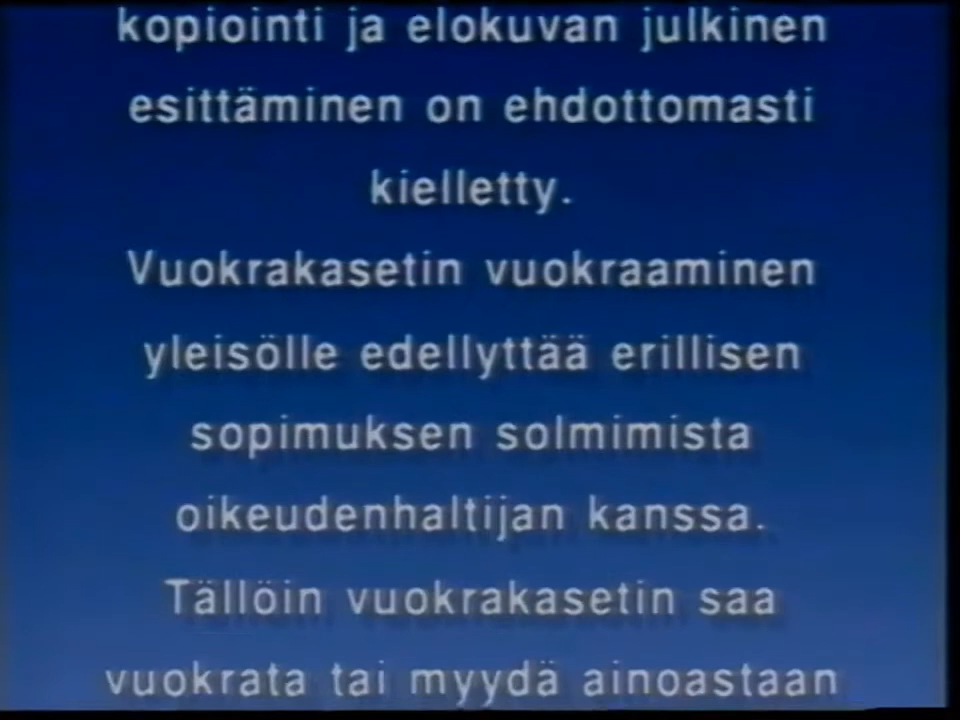 kopiointi ja elokuvan julkinen
esittäminen on ehdottomasti
kielletty.
Vuokrakasetin vuokraaminen
yleisölle edellyttää erillisen
sopimuksen solmimista
oikeudenhaltijan kanssa.
Tällöin vuokrakasetin saa
vuokrata tai myydä ainoastaan